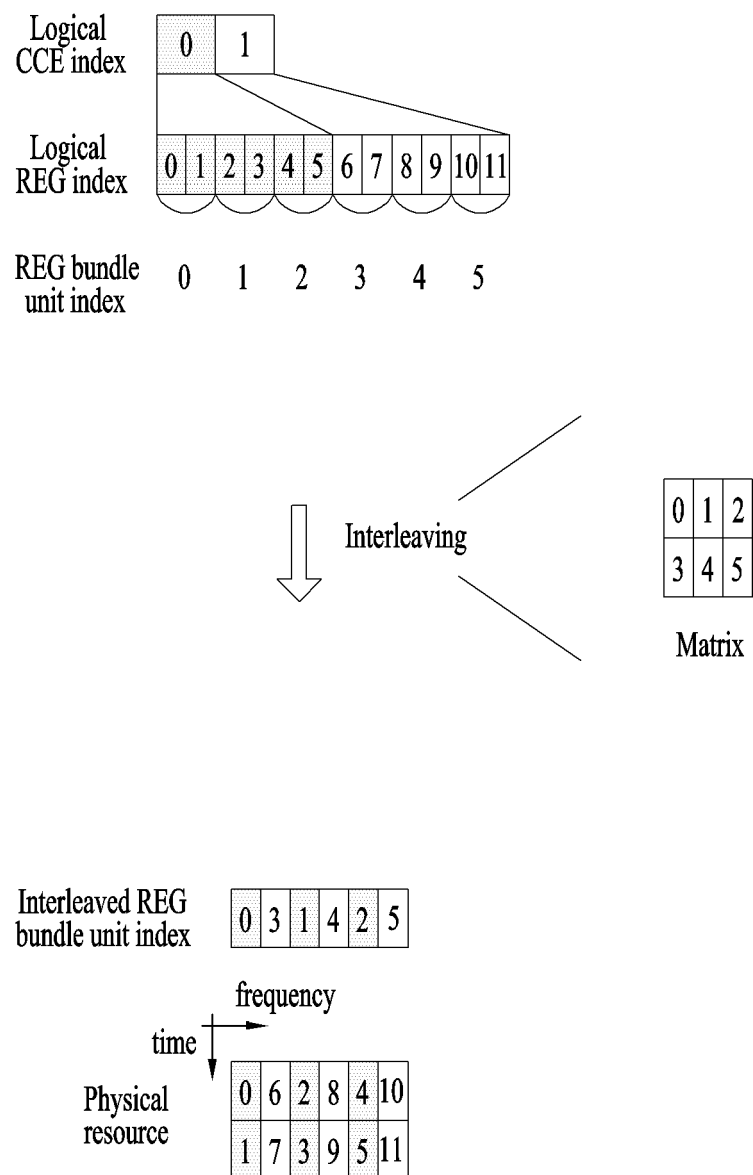 Logical
CCE index
0 1
Logical
REG index
0 1 2 3 4 5 6 7 8 9 10 11
REG bundle
unit index
0 1 2 3 4 5
Interleaving
0 1 2
3 4 5
Matrix
Interleaved REG
bundle unit index
0 3 1 4 2 5
frequency
time
Physical
resource
0 6 2 8 4 10
1 7 3 9 5 11